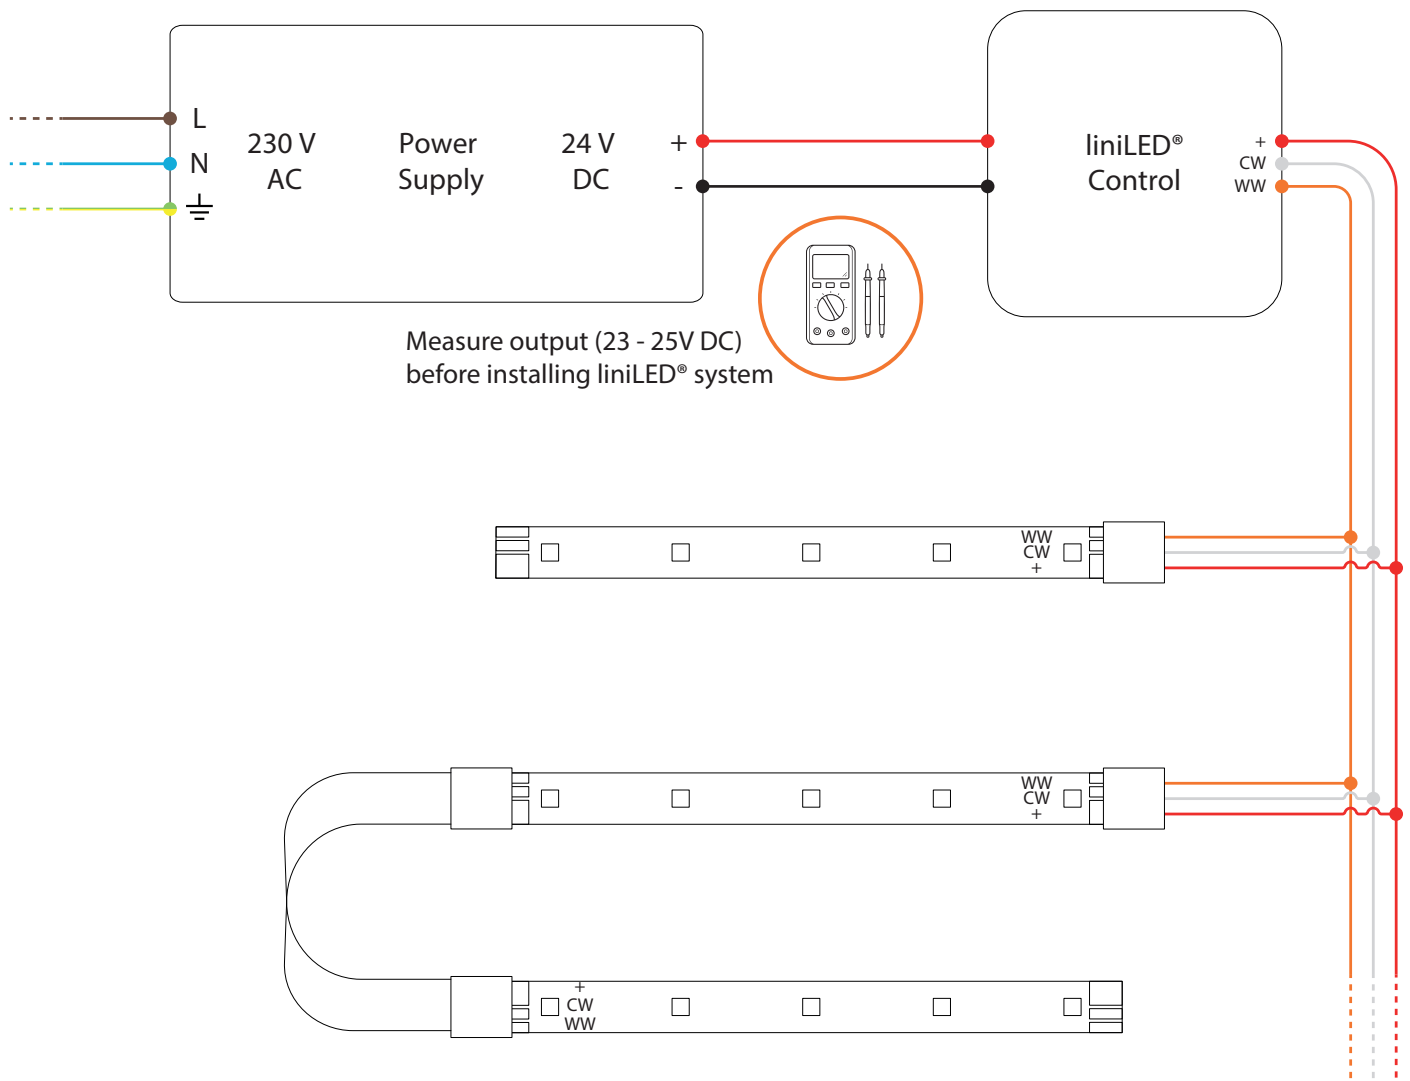 L
N
230 V
AC
Power
Supply
24 V
DC
+
-
liniLED®
Control
+
CW
WW
Measure output (23 - 25V DC)
before installing liniLED® system
WW
CW
+
WW
CW
+
+
CW
WW